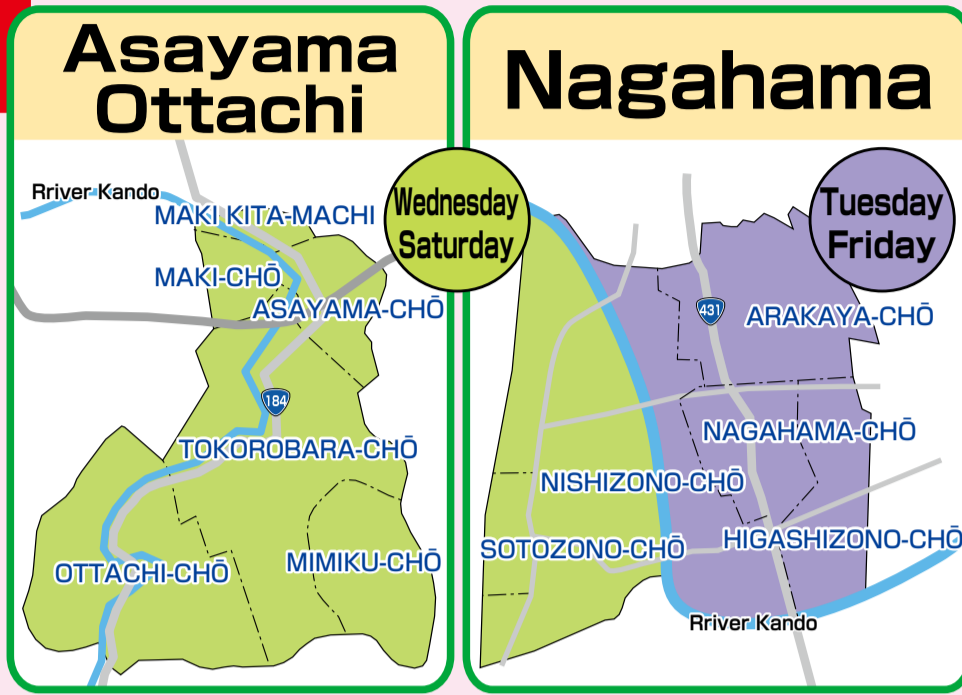 Asayama
Ottachi
Rriver Kando
MAKI KITA-MACHI
MAKI-CHŌ
ASAYAMA-CHŌ
184
TOKOROBARA-CHŌ
OTTACHI-CHŌ
MIMIKU-CHŌ
Wednesday
Saturday
Nagahama
Tuesday
Friday
431
ARAKAYA-CHŌ
NAGAHAMA-CHŌ
NISHIZONO-CHŌ
SOTOZONO-CHŌ
HIGASHIZONO-CHŌ
Rriver Kando